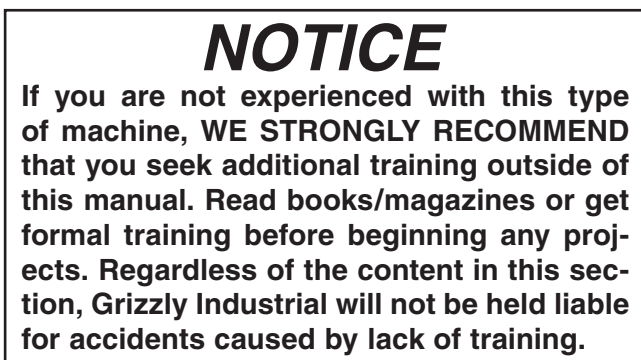 NOTICE
If you are not experienced with this type
of machine, WE STRONGLY RECOMMEND
that you seek additional training outside of
this manual. Read books/magazines or get
formal training before beginning any proj-
ects. Regardless of the content in this sec-
tion, Grizzly Industrial will not be held liable
for accidents caused by lack of training.